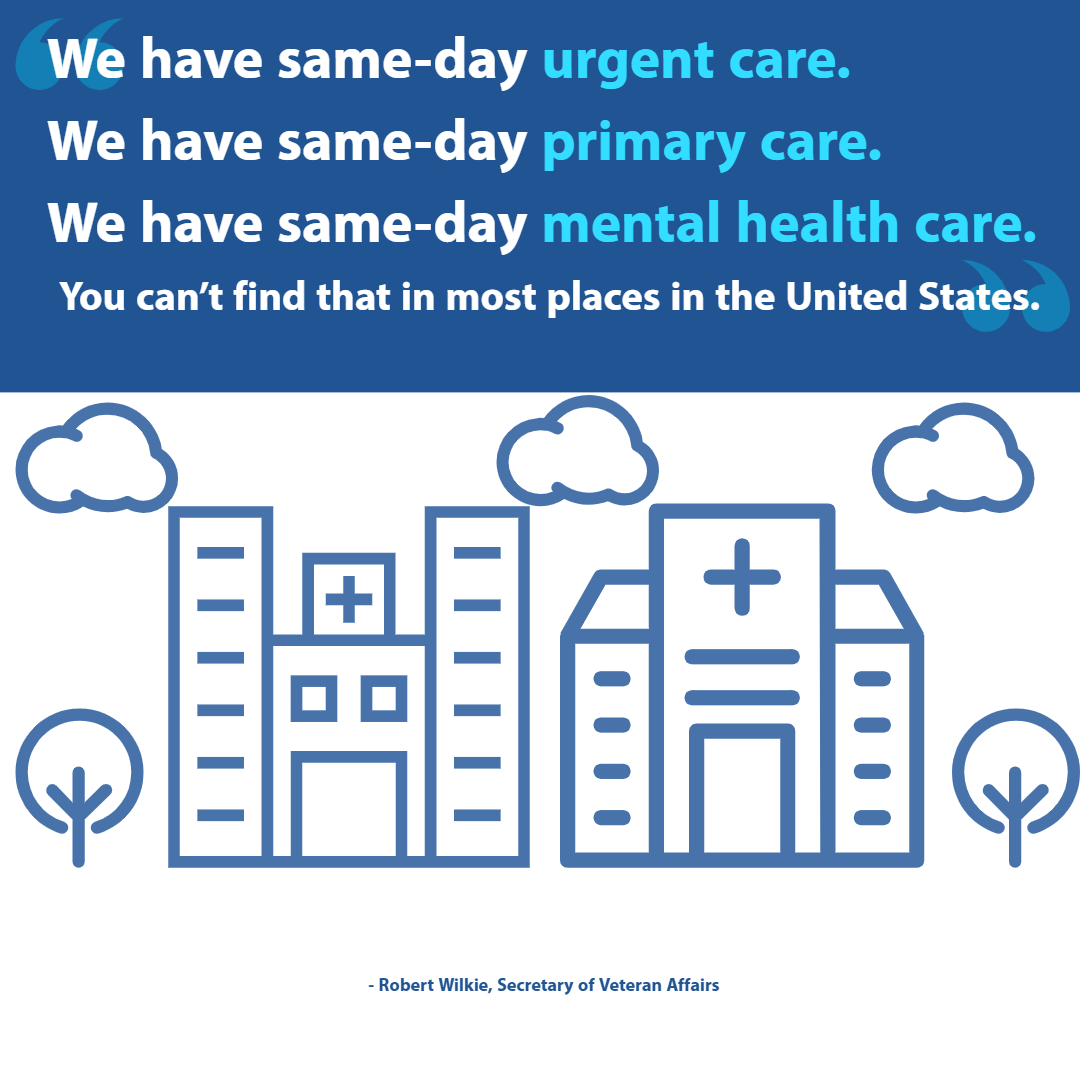 We have same-day urgent care.
We have same-day primary care.
We have same-day mental health care.
You can’t find that in most places in the United States.
- Robert Wilkie, Secretary of Veteran Affairs